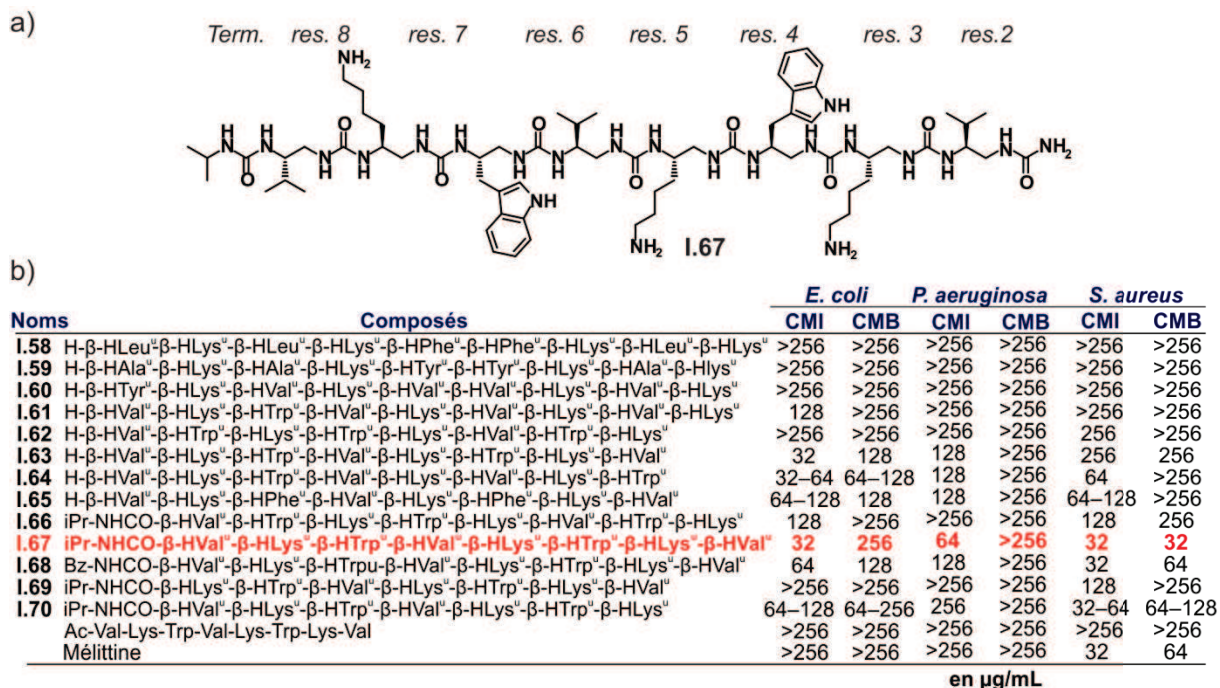 a)
Term. res. 8 res. 7 res. 6 res. 5 res. 4 res. 3 res.2
NH₂
NH
H N O H N H N O H N H N O H N H N O H N H N O H N H N O H N H N O H N H N O H N NH₂
NH
NH₂ I.67 NH₂
b)
E. coli P. aeruginosa S. aureus
Noms Composés CMI CMB CMI CMB CMI CMB
I.58 H-β-HLeuᵘ-β-HLysᵘ-β-HLeuᵘ-β-HLysᵘ-β-HPheᵘ-β-HPheᵘ-β-HLysᵘ-β-HLeuᵘ-β-HLysᵘ >256 >256 >256 >256 >256 >256
I.59 H-β-HAlaᵘ-β-HLysᵘ-β-HAlaᵘ-β-HLysᵘ-β-HTyrᵘ-β-HTyrᵘ-β-HLysᵘ-β-HAlaᵘ-β-Hlysᵘ >256 >256 >256 >256 >256 >256
I.60 H-β-HTyrᵘ-β-HLysᵘ-β-HValᵘ-β-HLysᵘ-β-HValᵘ-β-HValᵘ-β-HLysᵘ-β-HValᵘ-β-HLysᵘ >256 >256 >256 >256 >256 >256
I.61 H-β-HValᵘ-β-HLysᵘ-β-HTrpᵘ-β-HValᵘ-β-HLysᵘ-β-HValᵘ-β-HLysᵘ-β-HValᵘ-β-HLysᵘ 128 >256 >256 >256 >256 >256
I.62 H-β-HValᵘ-β-HTrpᵘ-β-HLysᵘ-β-HTrpᵘ-β-HLysᵘ-β-HValᵘ-β-HTrpᵘ-β-HLysᵘ >256 >256 >256 >256 256 >256
I.63 H-β-HValᵘ-β-HLysᵘ-β-HTrpᵘ-β-HValᵘ-β-HLysᵘ-β-HTrpᵘ-β-HLysᵘ-β-HValᵘ 32 128 128 >256 256 256
I.64 H-β-HValᵘ-β-HLysᵘ-β-HTrpᵘ-β-HValᵘ-β-HLysᵘ-β-HValᵘ-β-HLysᵘ-β-HTrpᵘ 32–64 64–128 128 >256 64 >256
I.65 H-β-HValᵘ-β-HLysᵘ-β-HPheᵘ-β-HValᵘ-β-HLysᵘ-β-HPheᵘ-β-HLysᵘ-β-HValᵘ 64–128 128 128 >256 64–128 >256
I.66 iPr-NHCO-β-HValᵘ-β-HTrpᵘ-β-HLysᵘ-β-HTrpᵘ-β-HLysᵘ-β-HValᵘ-β-HTrpᵘ-β-HLysᵘ 128 >256 >256 >256 128 256
I.67 iPr-NHCO-β-HValᵘ-β-HLysᵘ-β-HTrpᵘ-β-HValᵘ-β-HLysᵘ-β-HTrpᵘ-β-HLysᵘ-β-HValᵘ 32 256 64 >256 32 32
I.68 Bz-NHCO-β-HValᵘ-β-HLysᵘ-β-HTrpu-β-HValᵘ-β-HLysᵘ-β-HTrpᵘ-β-HLysᵘ-β-HValᵘ 64 128 128 >256 32 64
I.69 iPr-NHCO-β-HLysᵘ-β-HTrpᵘ-β-HValᵘ-β-HLysᵘ-β-HTrpᵘ-β-HLysᵘ-β-HValᵘ >256 >256 >256 >256 128 >256
I.70 iPr-NHCO-β-HValᵘ-β-HLysᵘ-β-HTrpᵘ-β-HValᵘ-β-HLysᵘ-β-HTrpᵘ-β-HLysᵘ 64–128 64–256 256 >256 32–64 64–128
Ac-Val-Lys-Trp-Val-Lys-Trp-Lys-Val >256 >256 >256 >256 >256 >256
Mélittine >256 >256 >256 >256 32 64
en µg/mL